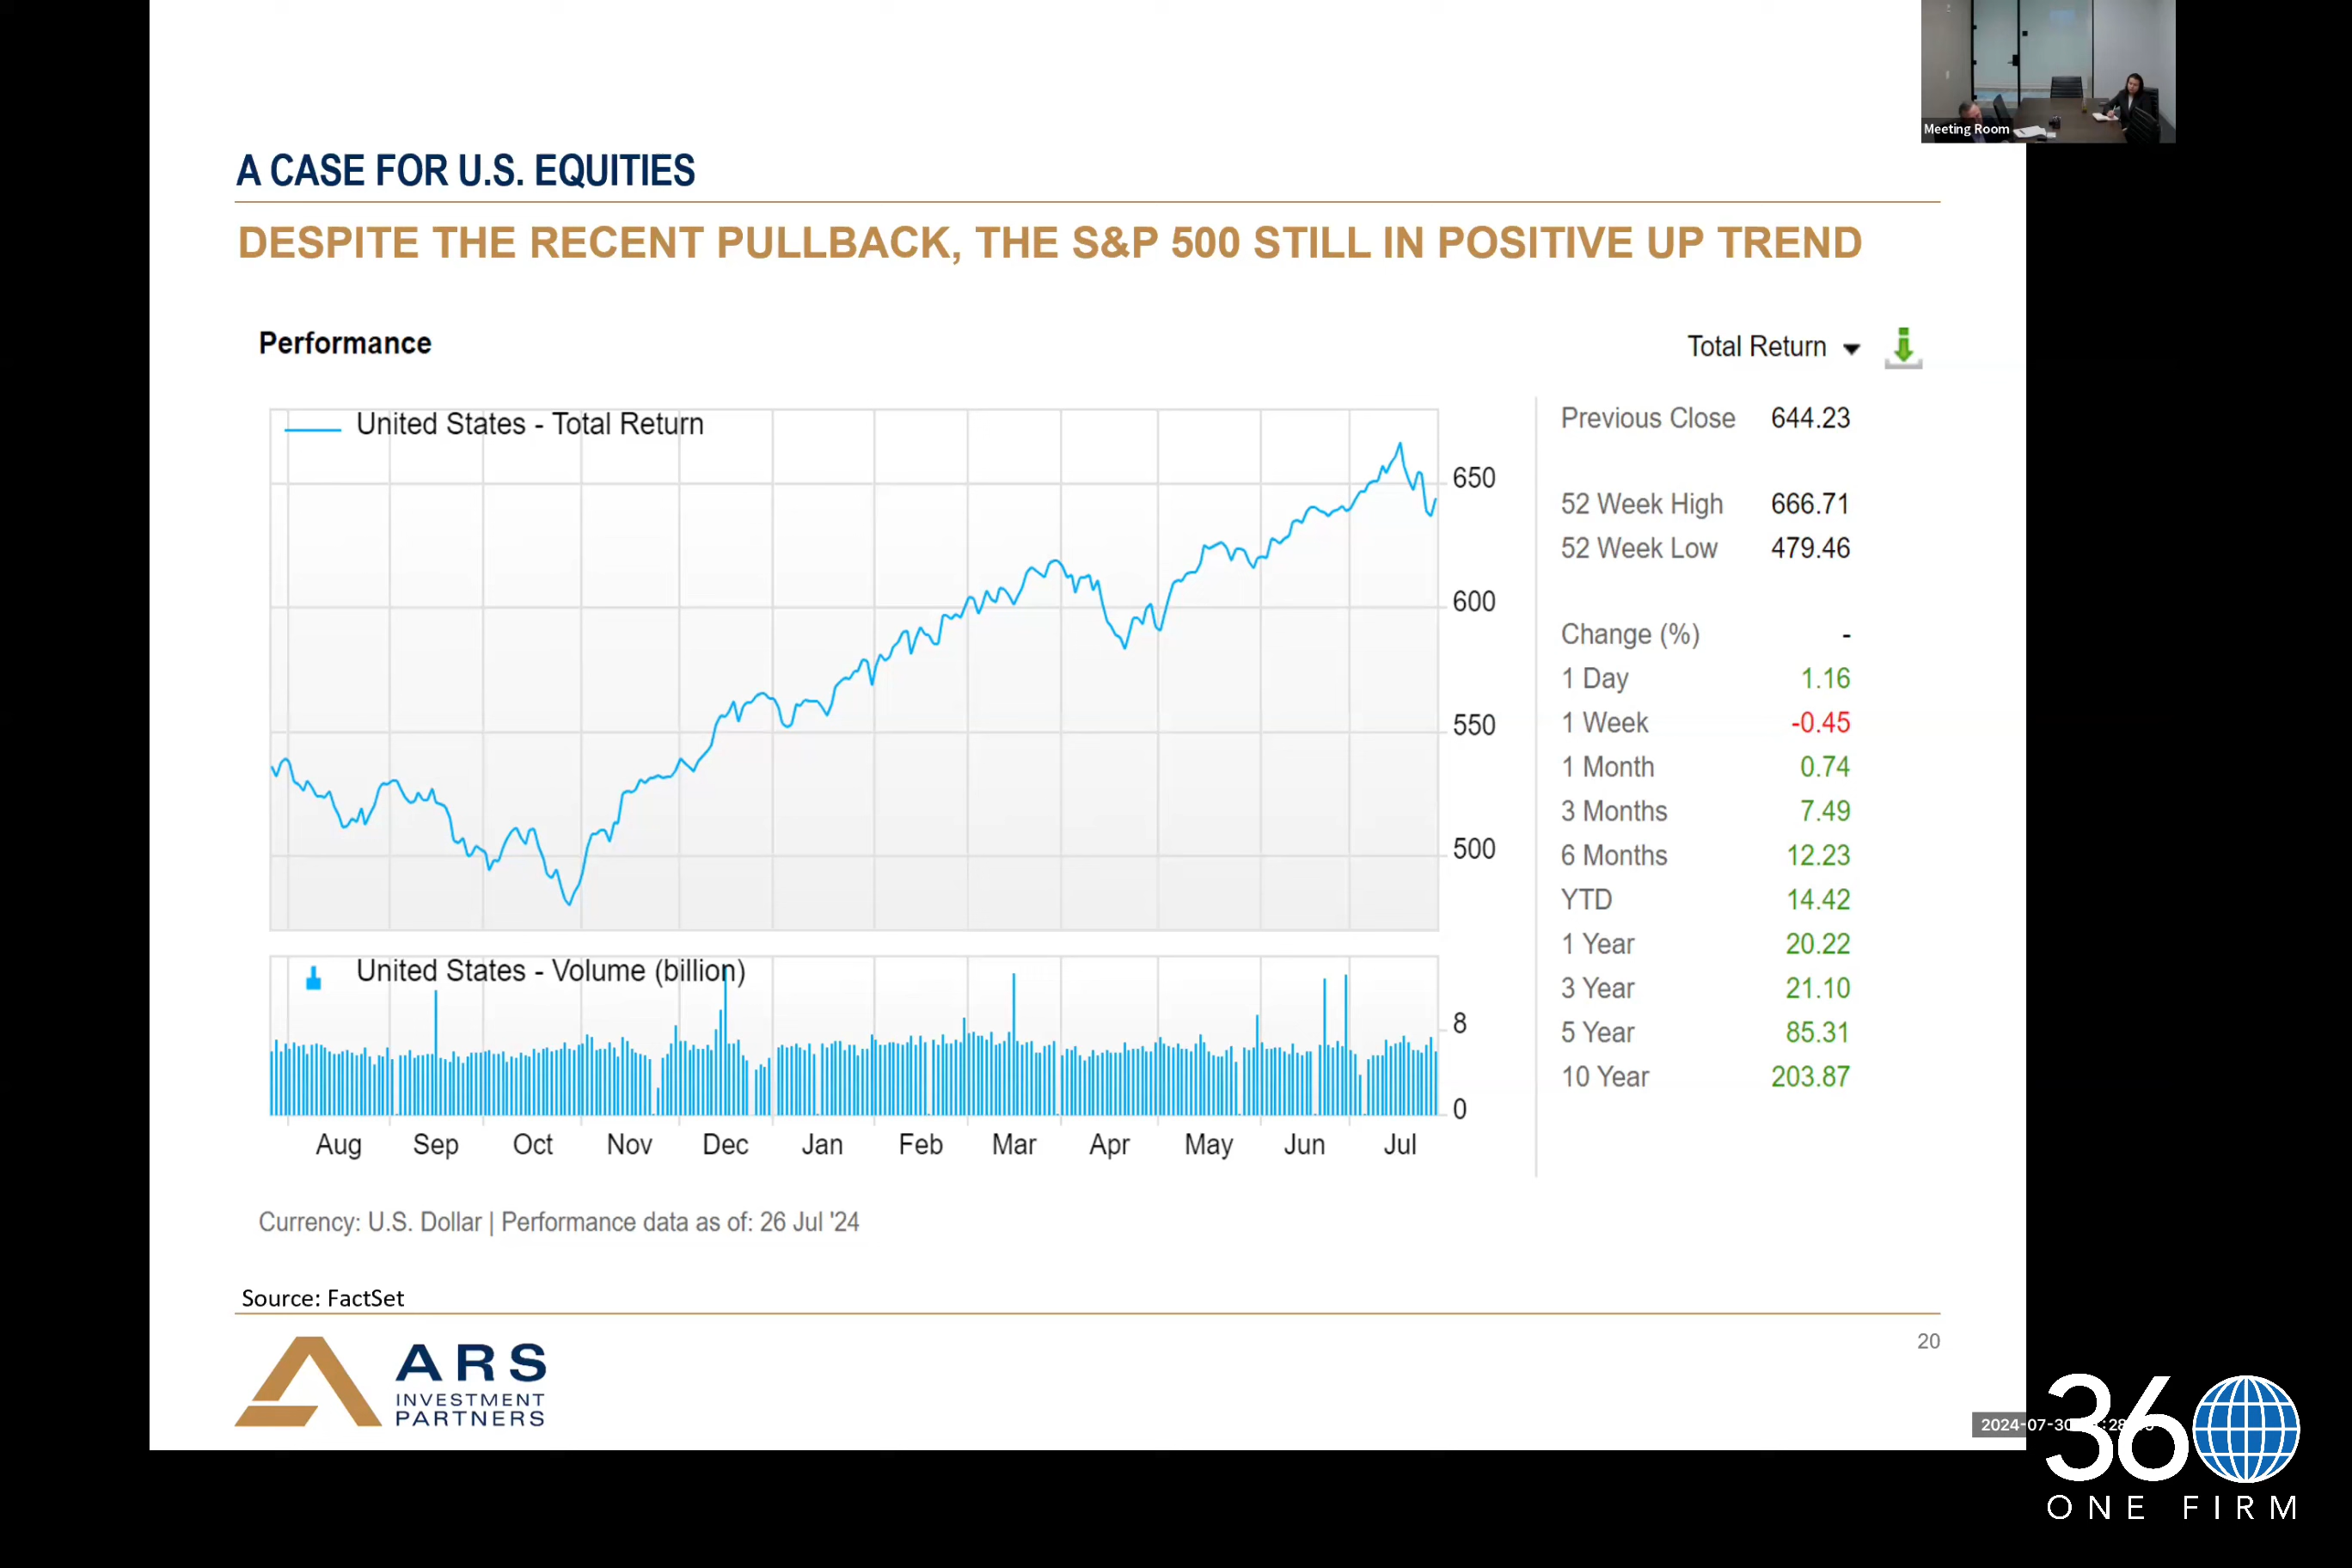 Meeting Room
A CASE FOR U.S. EQUITIES
DESPITE THE RECENT PULLBACK, THE S&P 500 STILL IN POSITIVE UP TREND
Performance
Total Return
United States - Total Return
650
600
550
500
United States - Volume (billion)
8
0
Aug Sep Oct Nov Dec Jan Feb Mar Apr May Jun Jul
Previous Close 644.23
52 Week High 666.71
52 Week Low 479.46
Change (%) -
1 Day 1.16
1 Week -0.45
1 Month 0.74
3 Months 7.49
6 Months 12.23
YTD 14.42
1 Year 20.22
3 Year 21.10
5 Year 85.31
10 Year 203.87
Currency: U.S. Dollar | Performance data as of: 26 Jul '24
Source: FactSet
20
ARS
INVESTMENT
PARTNERS
2024-07-30
360
ONE FIRM